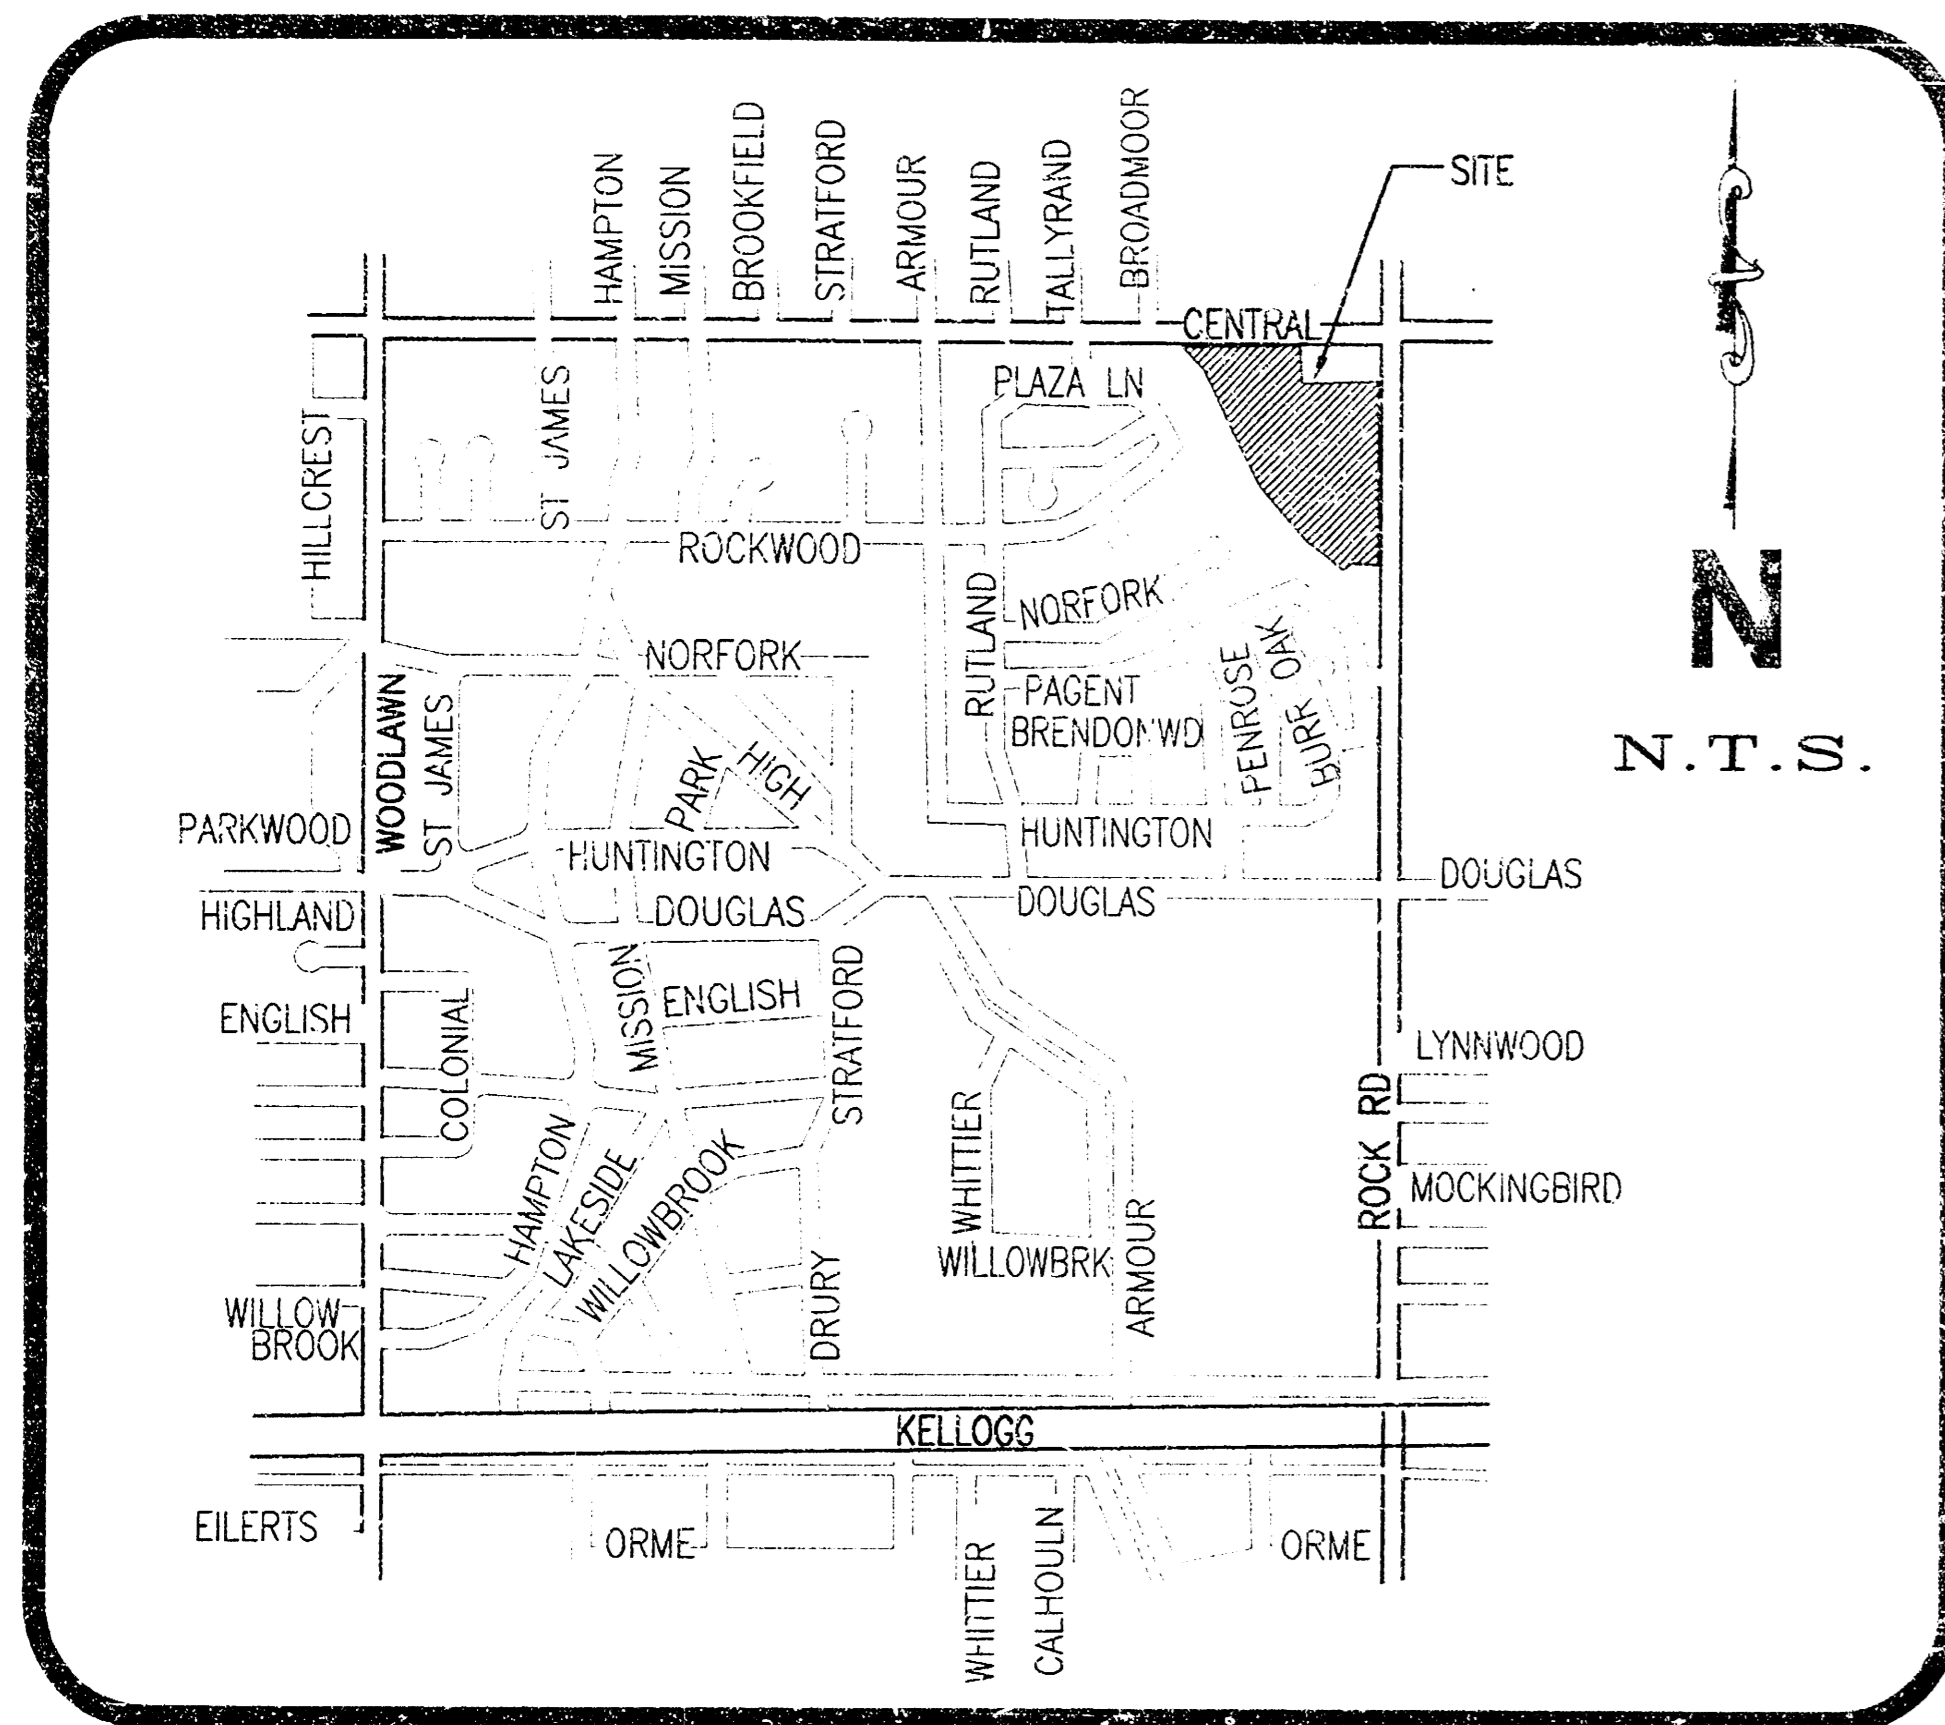 HAMPTON
MISSION
BROOKFIELD
STRATFORD
ARMOUR
RUTLAND
TALLYRAND
BROADMOOR
SITE
CENTRAL
PLAZA LN
HILLCREST
ST JAMES
ROCKWOOD
N
N.T.S.
RUTLAND
NORFORK
NORFORK
PENROSE
BURR OAK
PAGENT
BRENDONWD
WOODLAWN
ST JAMES
PARK
HIGH
PARKWOOD
HUNTINGTON
HUNTINGTON
DOUGLAS
DOUGLAS
DOUGLAS
HIGHLAND
MISSION
ENGLISH
STRATFORD
ENGLISH
COLONIAL
LYNNWOOD
ROCK RD
MOCKINGBIRD
HAMPTON
LAKESIDE
WILLOWBROOK
WHITTIER
WILLOWBRK
ARMOUR
DRURY
WILLOW
BROOK
KELLOGG
EILERTS
ORME
WHITTIER
CALHOULN
ORME